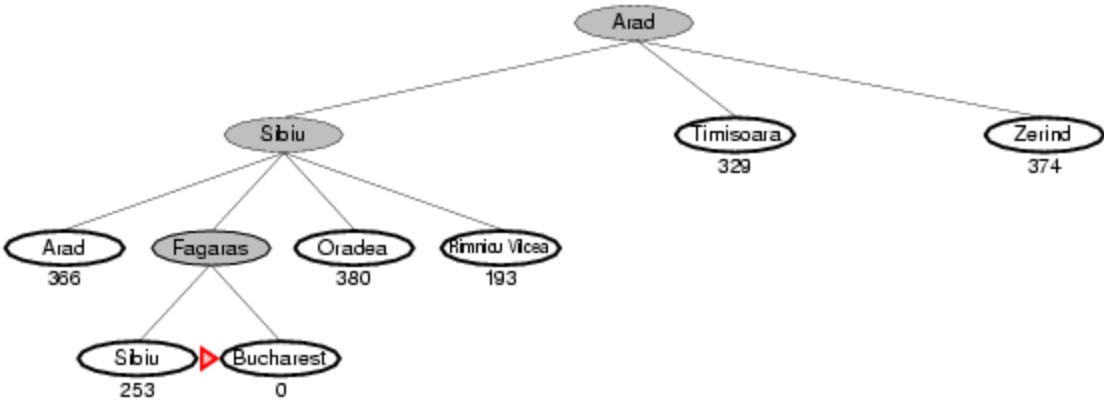 Arad
Sibiu
Timisoara
329
Zerind
374
Arad
366
Fagaras
Oradea
380
Rimnicu Vilcea
193
Sibiu
253
Bucharest
0